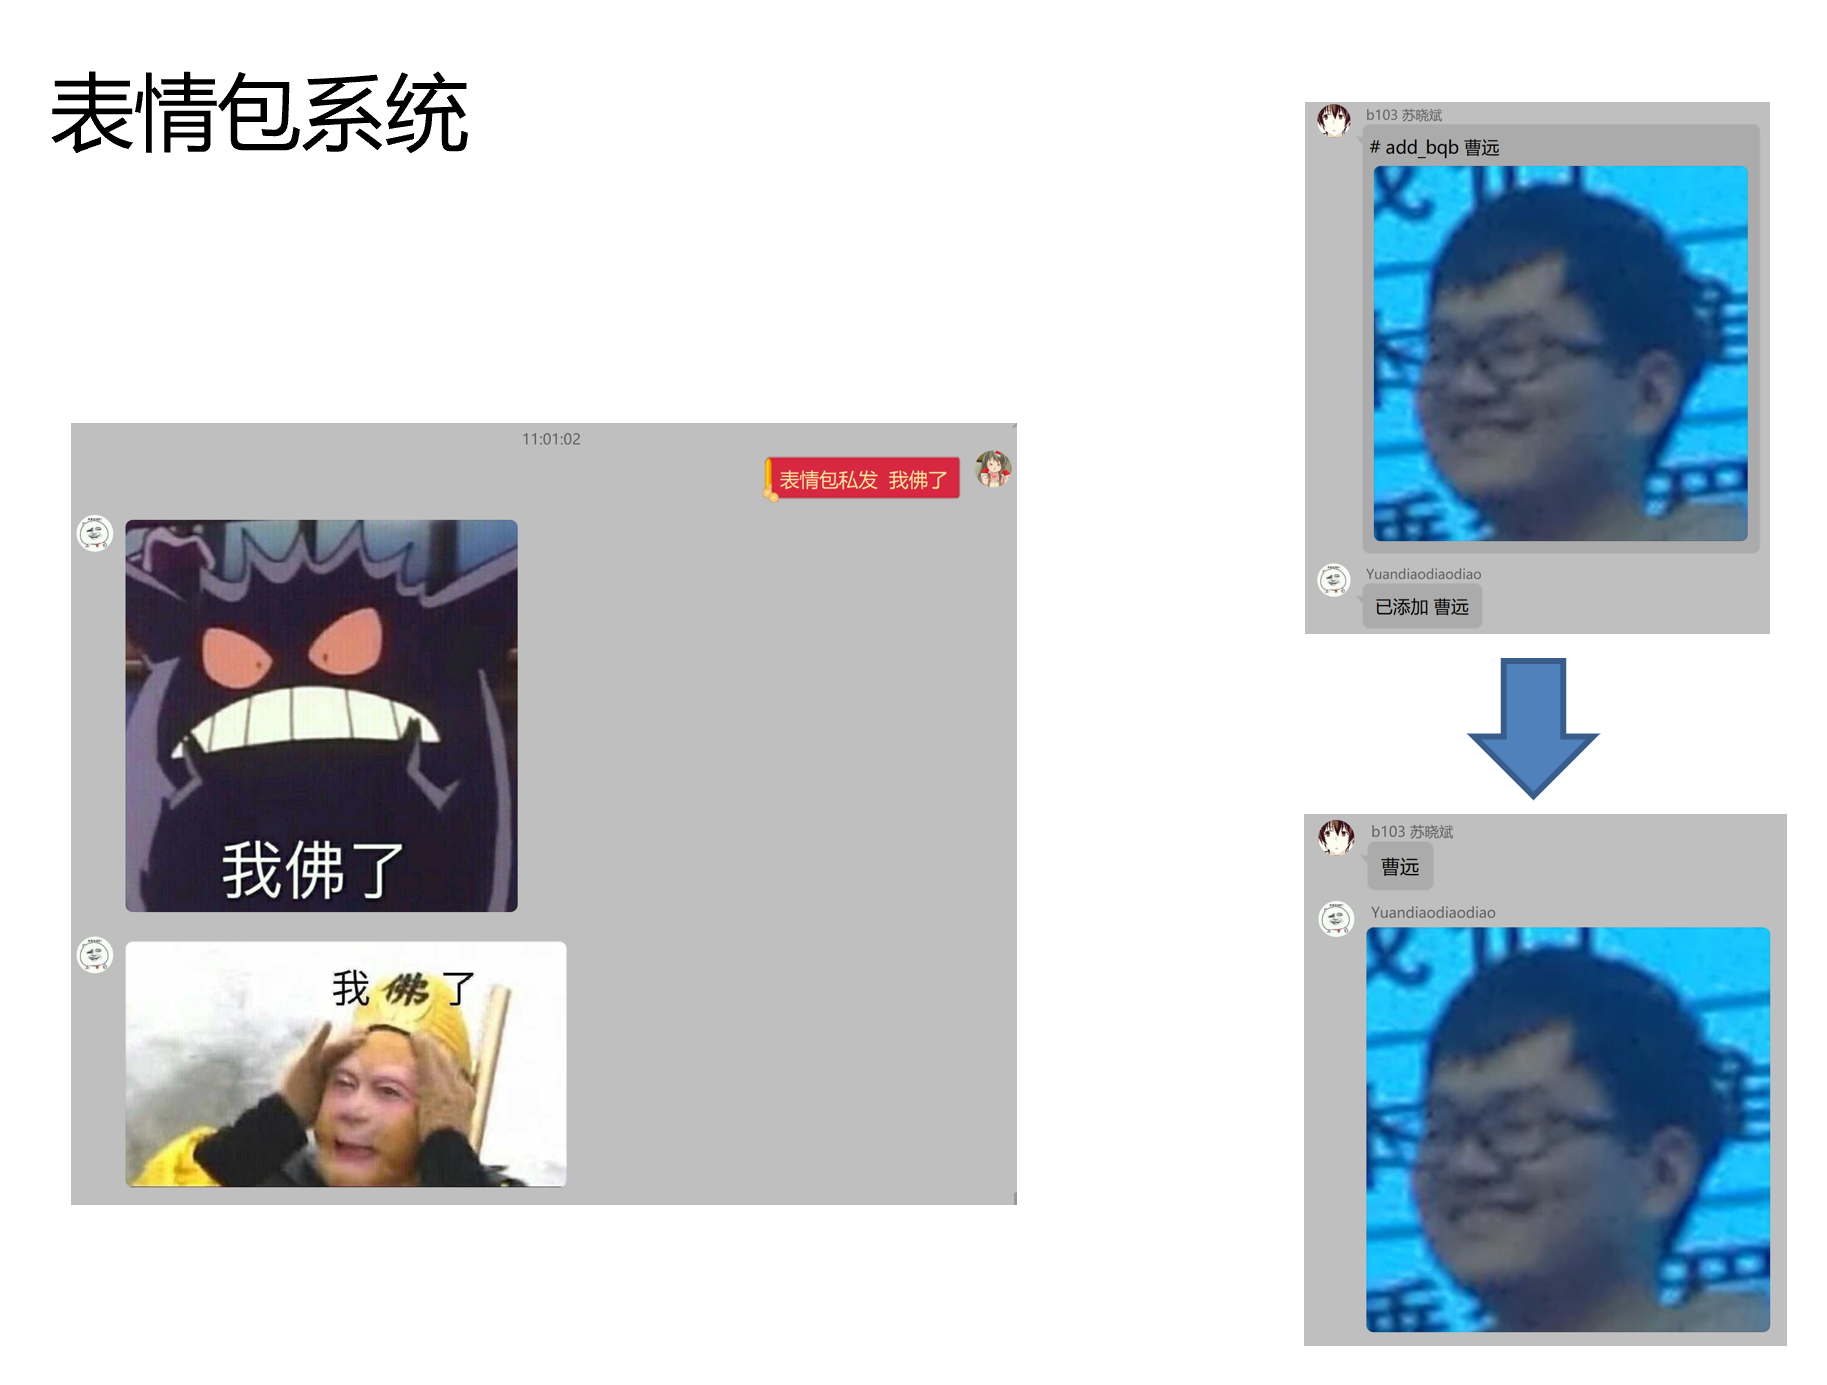 表情包系统
11:01:02
表情包私发 我佛了
我佛了
我佛了
b103 苏晓斌
# add_bqb 曹远
Yuandiaodiaodiao
已添加 曹远
b103 苏晓斌
曹远
Yuandiaodiaodiao